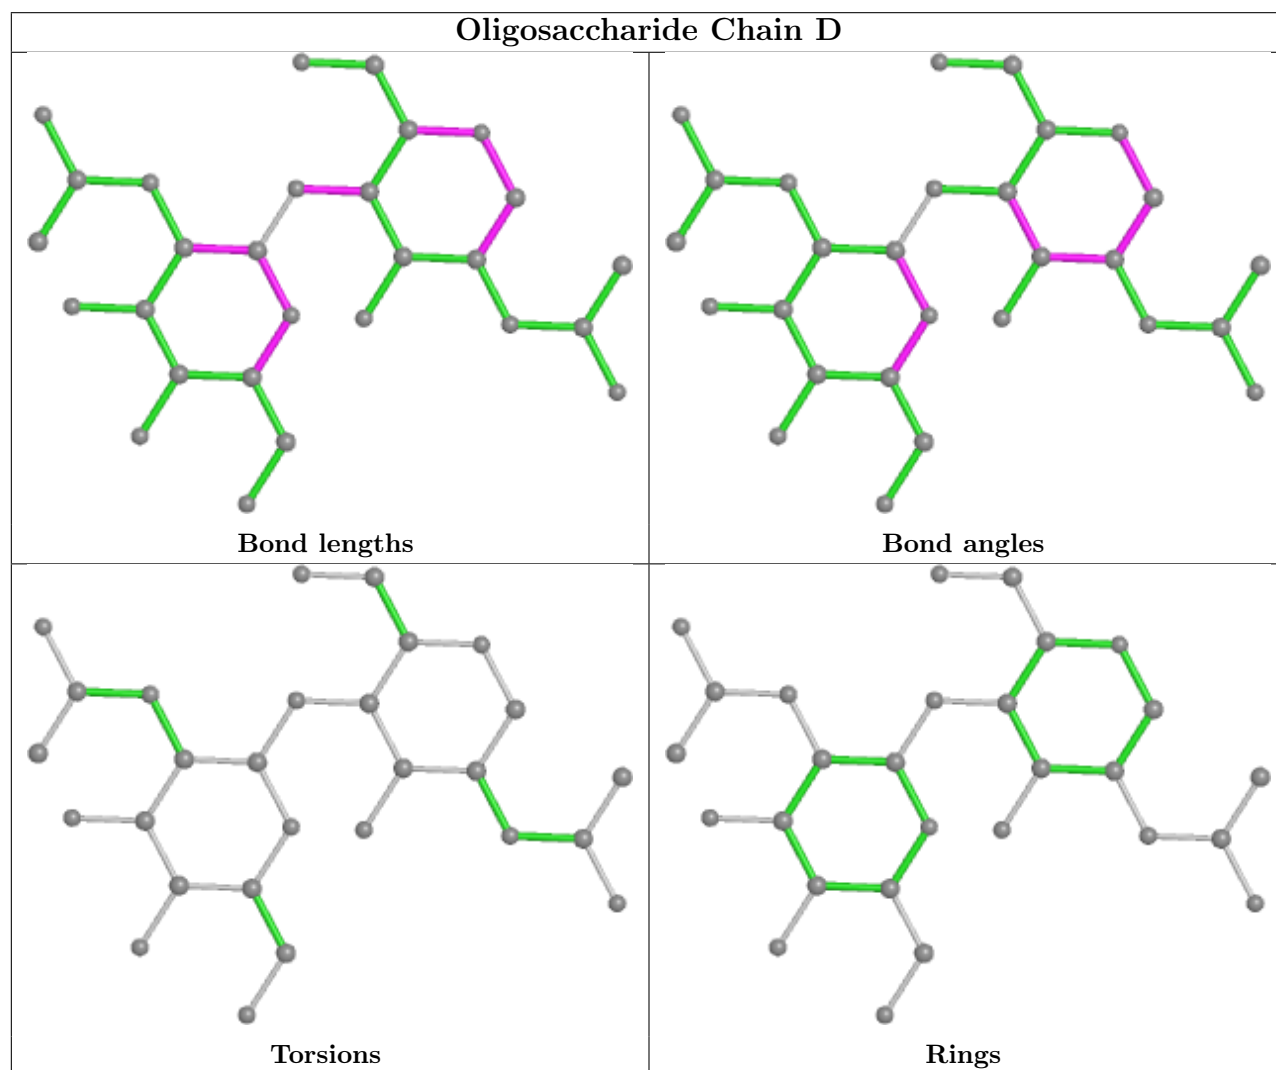 Oligosaccharide Chain D
Bond lengths
Bond angles
Torsions
Rings